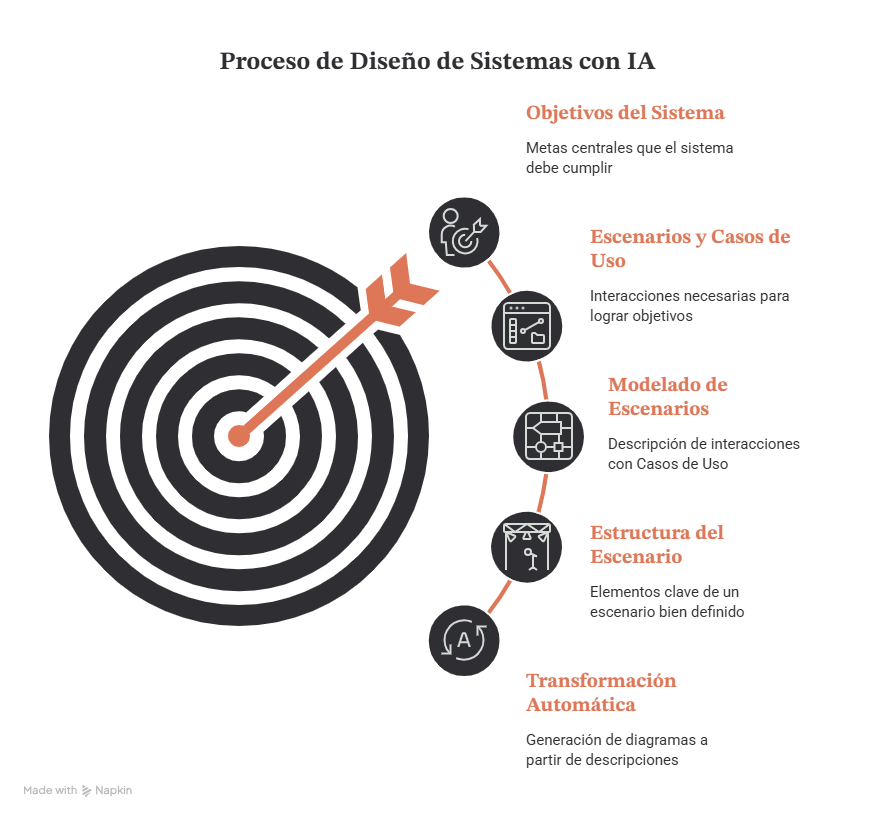 Proceso de Diseño de Sistemas con IA
Objetivos del Sistema
Metas centrales que el sistema
debe cumplir
Escenarios y Casos de
Uso
Interacciones necesarias para
lograr objetivos
Modelado de
Escenarios
Descripción de interacciones
con Casos de Uso
Estructura del
Escenario
Elementos clave de un
escenario bien definido
A
Transformación
Automática
Generación de diagramas a
partir de descripciones
Made with Napkin